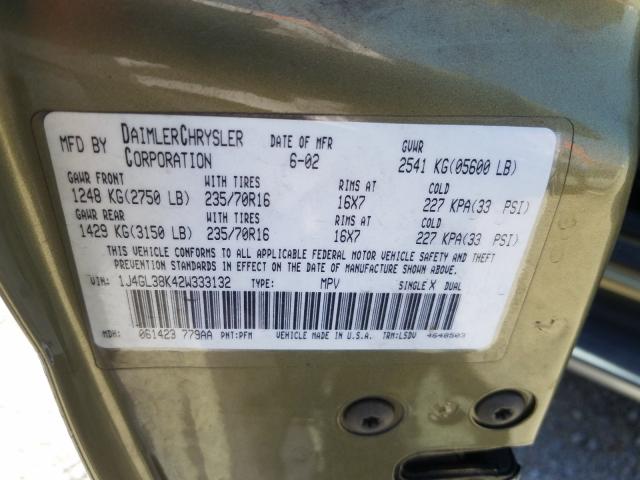 MFD BY DAIMLERCHRYSLER CORPORATION DATE OF MFR 6-02 GVWR 2541 KG(05600 LB)
GAWR FRONT WITH TIRES RIMS AT COLD
1248 KG(2750 LB) 235/70R16 16X7 227 KPA(33 PSI)
GAWR REAR WITH TIRES RIMS AT COLD
1429 KG(3150 LB) 235/70R16 16X7 227 KPA(33 PSI)
THIS VEHICLE CONFORMS TO ALL APPLICABLE FEDERAL MOTOR VEHICLE SAFETY AND THEFT
PREVENTION STANDARDS IN EFFECT ON THE DATE OF MANUFACTURE SHOWN ABOVE.
VIN: 1J4GL38K42W333132 TYPE: MPV SINGLE X DUAL
MDH: 061423 779AA PNT:PFM VEHICLE MADE IN U.S.A. TRM:LSDV 4648503